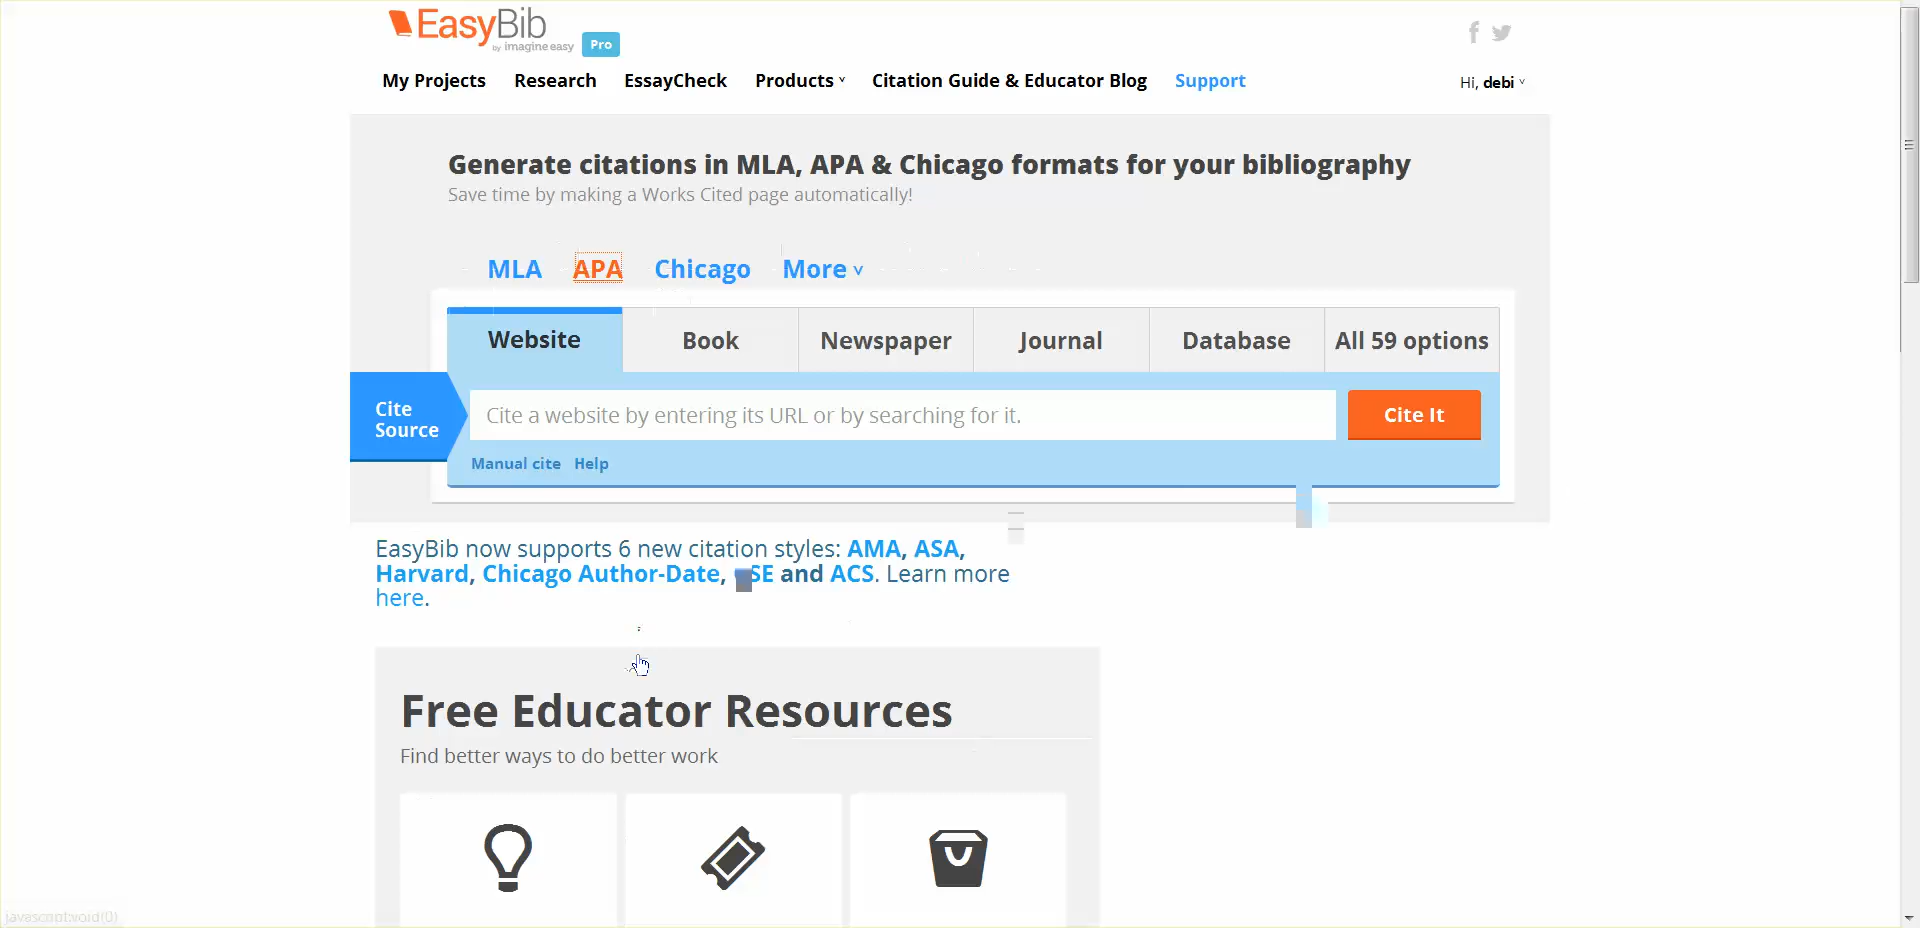 EasyBib
by imagine easy
Pro
My Projects Research EssayCheck Products Citation Guide & Educator Blog Support
Hi, debi
Generate citations in MLA, APA & Chicago formats for your bibliography
Save time by making a Works Cited page automatically!
MLA APA Chicago More
Website Book Newspaper Journal Database All 59 options
Cite Source
Cite a website by entering its URL or by searching for it.
Cite It
Manual cite Help
EasyBib now supports 6 new citation styles: AMA, ASA,
Harvard, Chicago Author-Date, and ACS. Learn more
here.
Free Educator Resources
Find better ways to do better work
javascript:void(0)